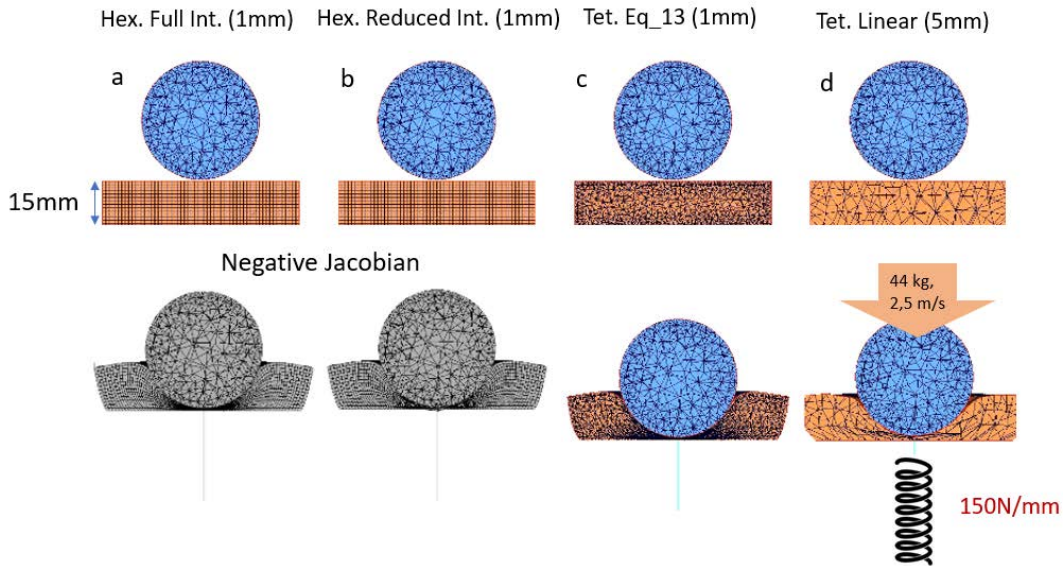 Hex. Full Int. (1mm)
Hex. Reduced Int. (1mm)
Tet. Eq_13 (1mm)
Tet. Linear (5mm)
a
b
c
d
15mm
Negative Jacobian
44 kg,
2,5 m/s
150N/mm